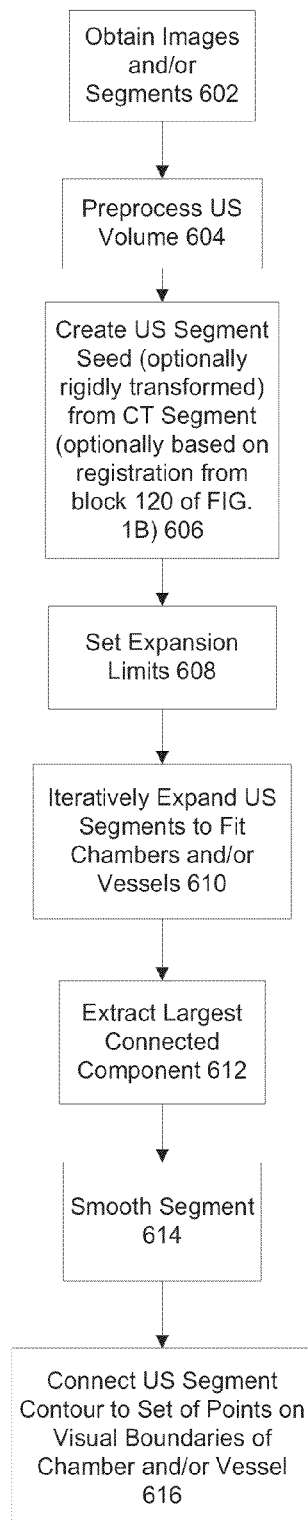 Obtain Images
and/or
Segments 602
Preprocess US
Volume 604
Create US Segment
Seed (optionally
rigidly transformed)
from CT Segment
(optionally based on
registration from
block 120 of FIG.
1B) 606
Set Expansion
Limits 608
Iteratively Expand US
Segments to Fit
Chambers and/or
Vessels 610
Extract Largest
Connected
Component 612
Smooth Segment
614
Connect US Segment
Contour to Set of Points on
Visual Boundaries of
Chamber and/or Vessel
616